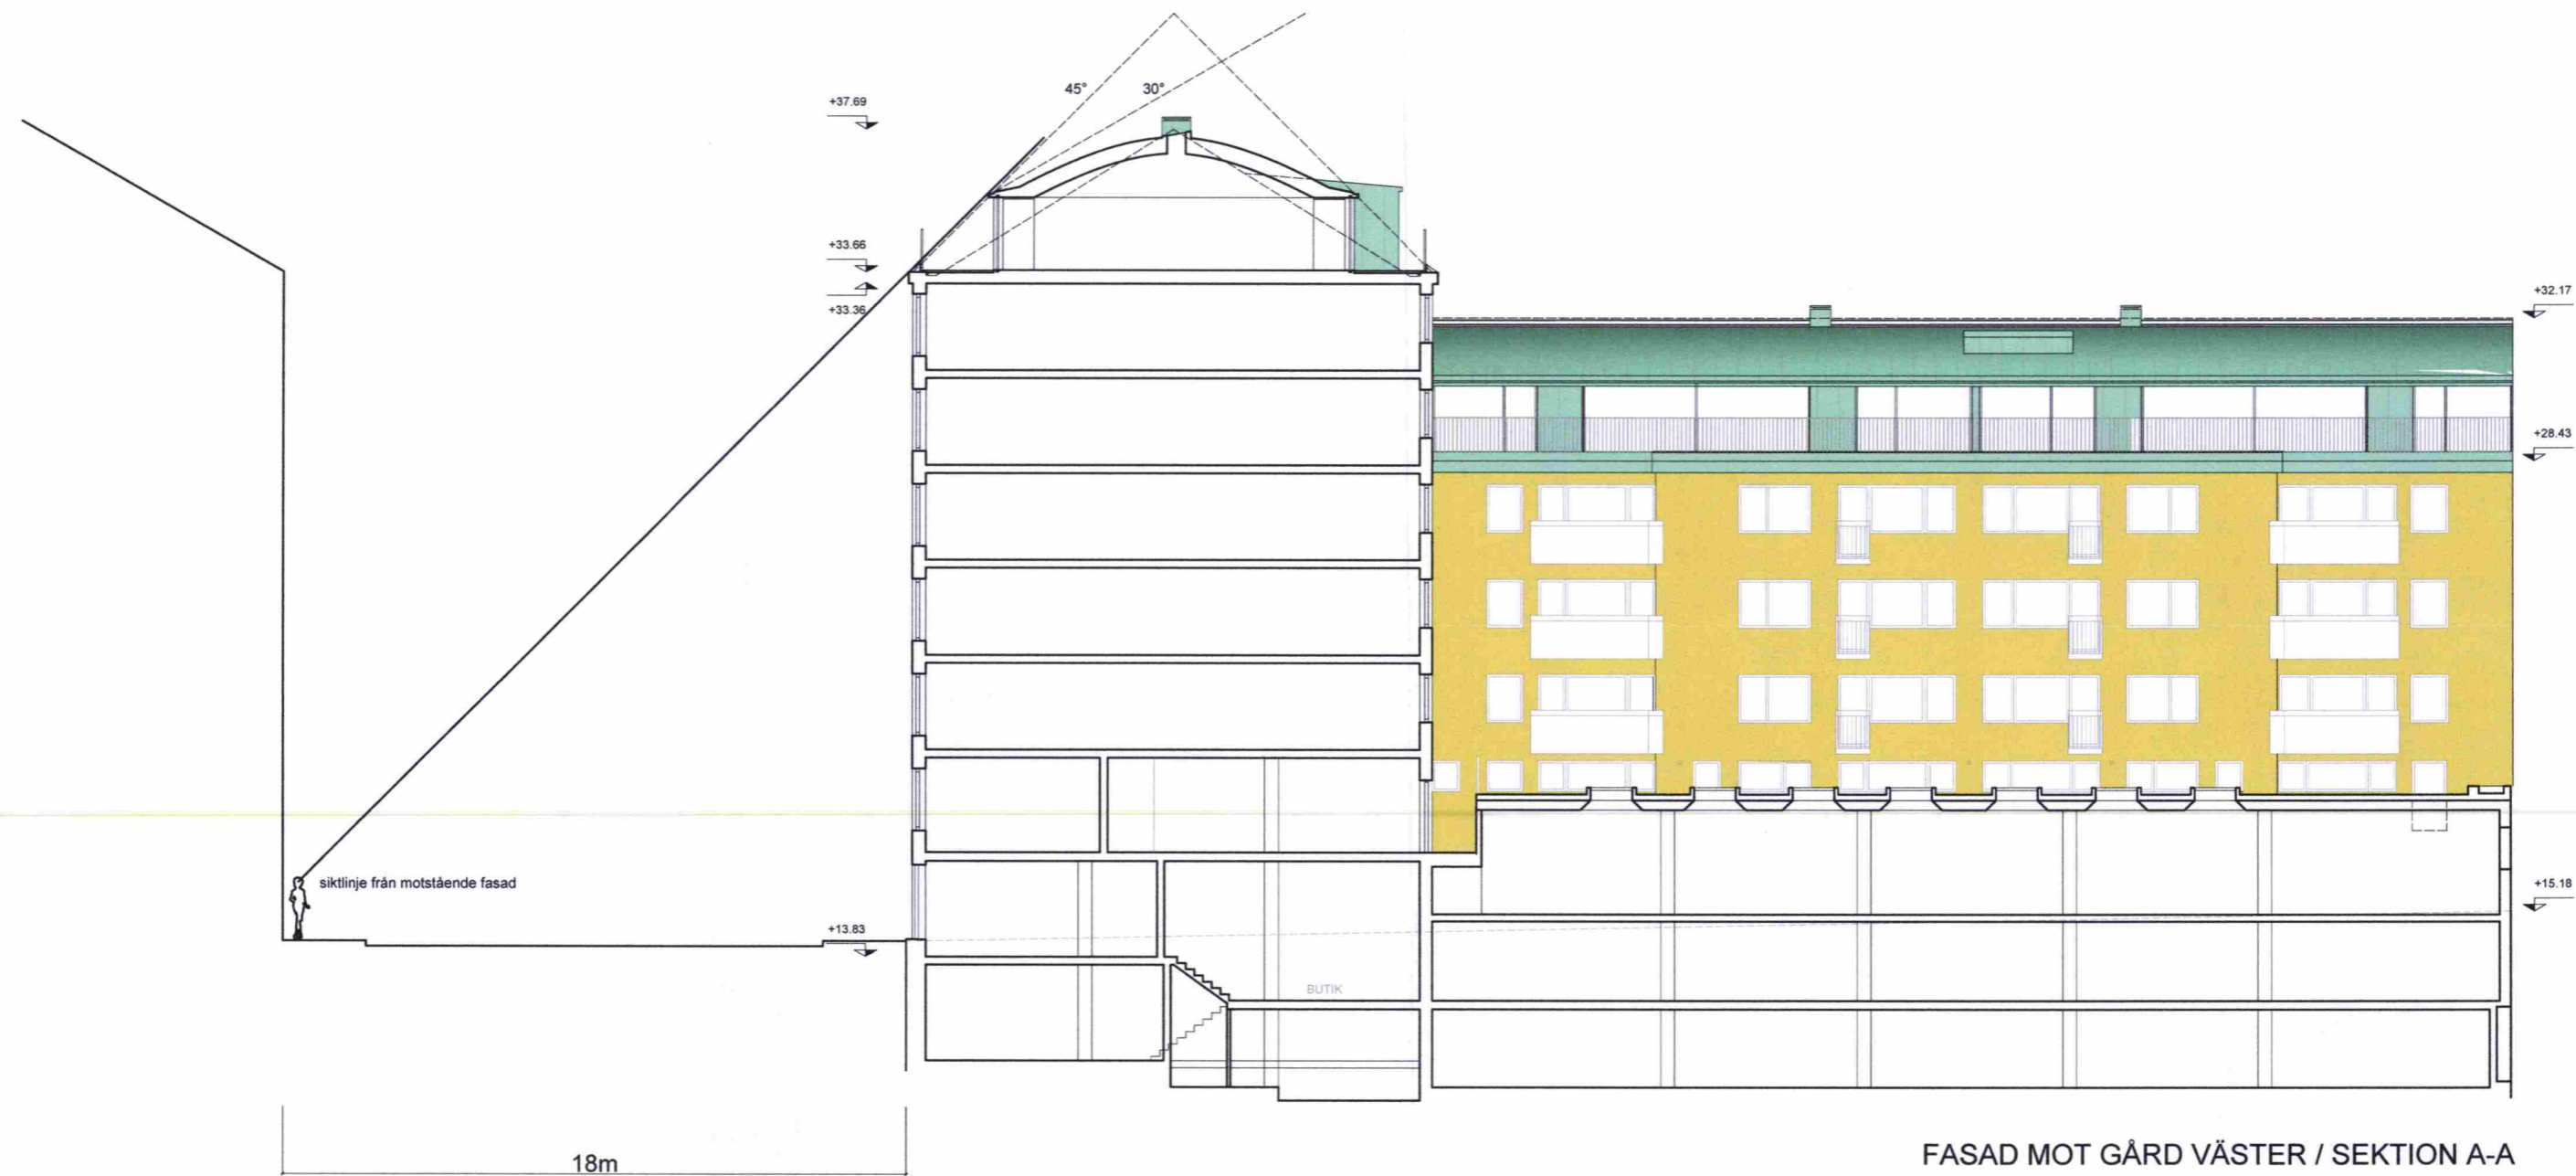 45°
30°
+37.69
+33.66
+33.36
+32.17
+28.43
siktlinje från motstående fasad
+15.18
+13.83
BUTIK
18m
FASAD MOT GÅRD VÄSTER / SEKTION A-A